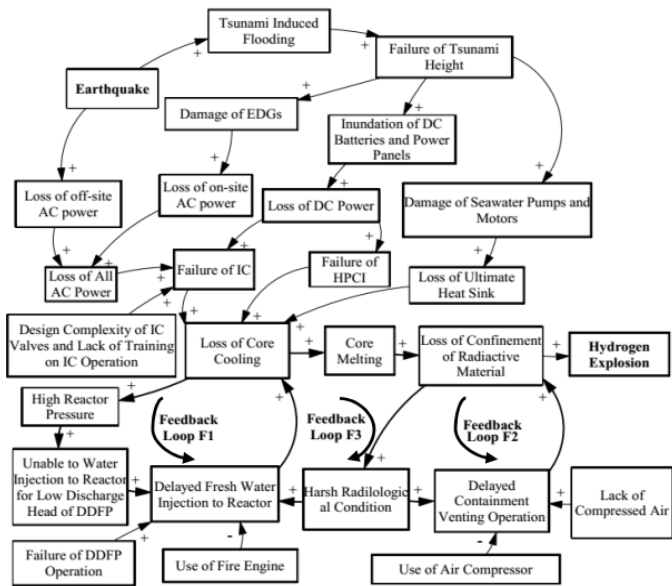 Tsunami Induced
Flooding
Failure of Tsunami
Height
Earthquake
Damage of EDGs
Inundation of DC
Batteries and Power
Panels
Loss of off-site
AC power
Loss of on-site
AC power
Loss of DC Power
Damage of Seawater Pumps and
Motors
Loss of All
AC Power
Failure of IC
Failure of
HPCI
Loss of Ultimate
Heat Sink
Design Complexity of IC
Valves and Lack of Training
on IC Operation
Loss of Core
Cooling
Core
Melting
Loss of Confinement
of Radiactive
Material
Hydrogen
Explosion
High Reactor
Pressure
Feedback
Loop F1
Feedback
Loop F3
Feedback
Loop F2
Unable to Water
Injection to Reactor
for Low Discharge
Head of DDFP
Delayed Fresh Water
Injection to Reactor
Harsh Radilologic
al Condition
Delayed
Containment
Venting Operation
Lack of
Compressed Air
Failure of DDFP
Operation
Use of Fire Engine
Use of Air Compressor